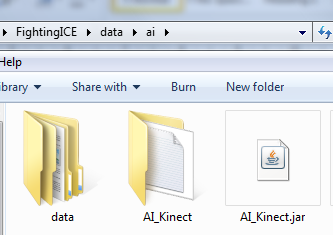 FightingICE ▸ data ▸ ai ▸
Help
ibrary Share with Burn New folder
data AI_Kinect AI_Kinect.jar